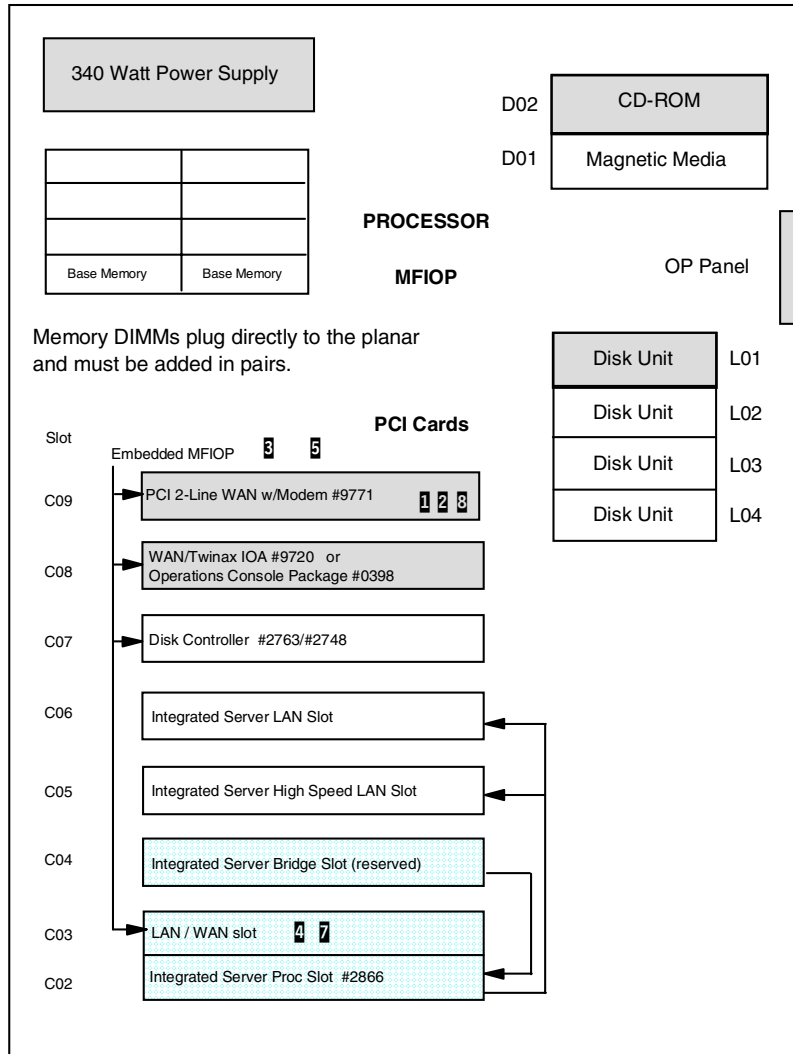 340 Watt Power Supply
D02 CD-ROM
D01 Magnetic Media
PROCESSOR
Base Memory Base Memory
MFIOP
OP Panel
Memory DIMMs plug directly to the planar
and must be added in pairs.
Disk Unit L01
Disk Unit L02
Disk Unit L03
Disk Unit L04
PCI Cards
Slot
Embedded MFIOP 3 5
C09 PCI 2-Line WAN w/Modem #9771 1 2 8
C08 WAN/Twinax IOA #9720 or
Operations Console Package #0398
C07 Disk Controller #2763/#2748
C06 Integrated Server LAN Slot
C05 Integrated Server High Speed LAN Slot
C04 Integrated Server Bridge Slot (reserved)
C03 LAN / WAN slot 4 7
C02 Integrated Server Proc Slot #2866